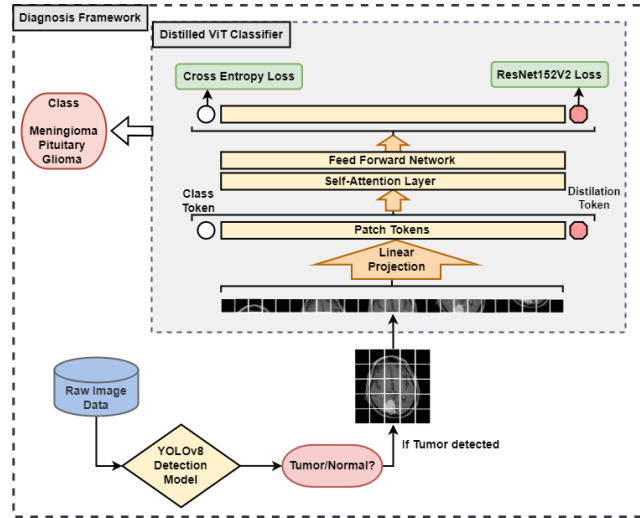 Diagnosis Framework
Distilled ViT Classifier
Cross Entropy Loss
ResNet152V2 Loss
Class
Meningioma
Pituitary
Glioma
Feed Forward Network
Self-Attention Layer
Class
Token
Distilation
Token
Patch Tokens
Linear
Projection
Raw Image
Data
YOLOv8
Detection
Model
Tumor/Normal?
If Tumor detected